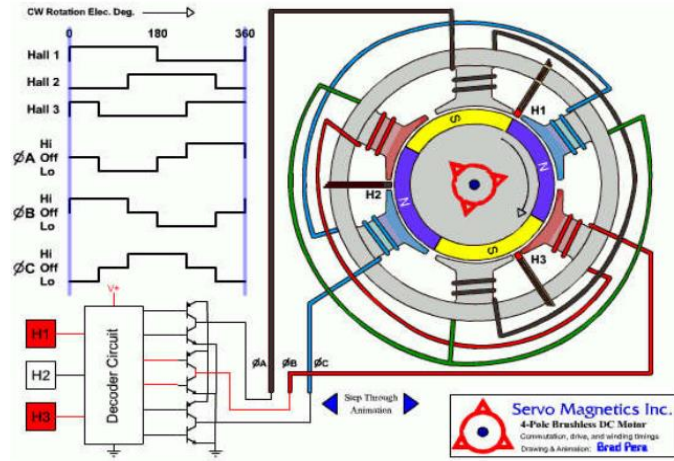 CW Rotation Elec. Deg.
0 180 360
Hall 1
Hall 2
Hall 3
ØA Hi Off Lo
ØB Hi Off Lo
ØC Hi Off Lo
H1
H2
H3
S
N
N
S
V+
H1
H2
H3
Decoder Circuit
ØA ØB ØC
Step Through
Animation
Servo Magnetics Inc.
4-Pole Brushless DC Motor
Commutation, drive, and winding timings
Drawing & Animation: Brad Pera